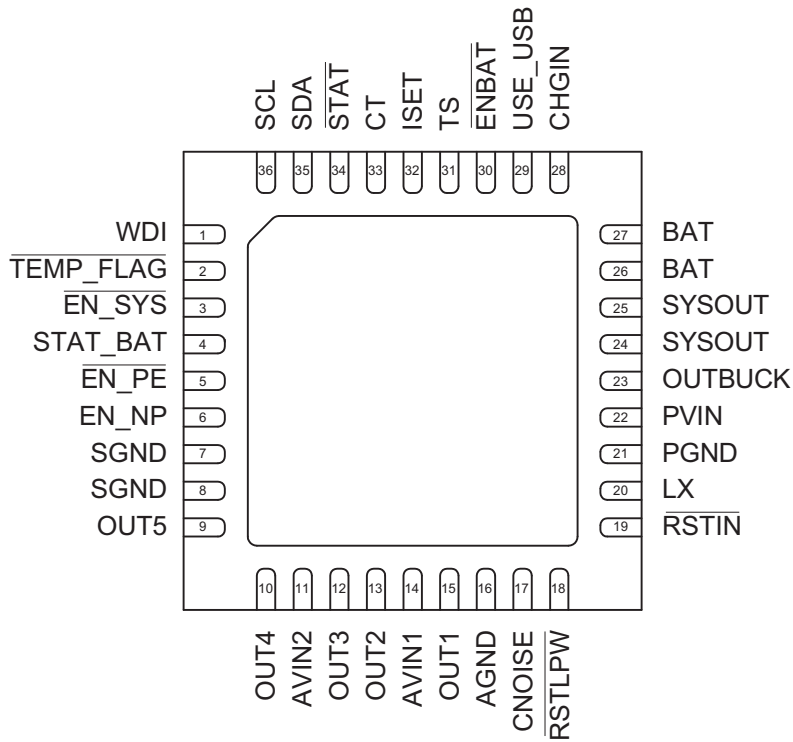 SCL
SDA
STAT
CT
ISET
TS
ENBAT
USE_USB
CHGIN
36
35
34
33
32
31
30
29
28
WDI 1
TEMP_FLAG 2
EN_SYS 3
STAT_BAT 4
EN_PE 5
EN_NP 6
SGND 7
SGND 8
OUT5 9
27 BAT
26 BAT
25 SYSOUT
24 SYSOUT
23 OUTBUCK
22 PVIN
21 PGND
20 LX
19 RSTIN
10
11
12
13
14
15
16
17
18
OUT4
AVIN2
OUT3
OUT2
AVIN1
OUT1
AGND
CNOISE
RSTLPW